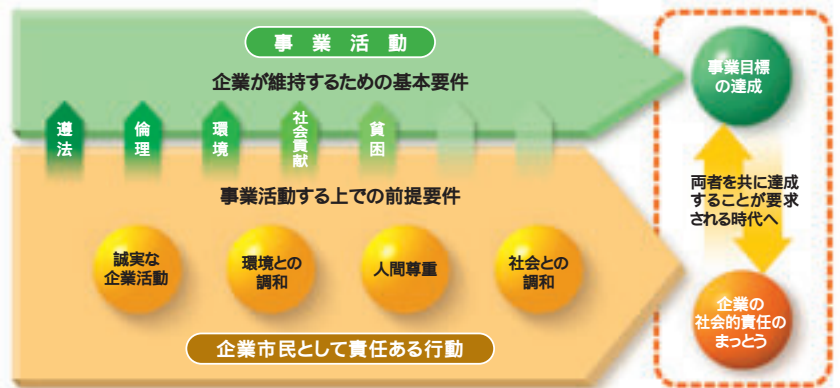 事業活動
企業が維持するための基本要件
遵法
倫理
環境
社会貢献
貧困
事業活動する上での前提要件
誠実な
企業活動
環境との
調和
人間尊重
社会との
調和
企業市民として責任ある行動
事業目標
の達成
両者を共に達成
することが要求
される時代へ
企業の
社会的責任の
まっとう